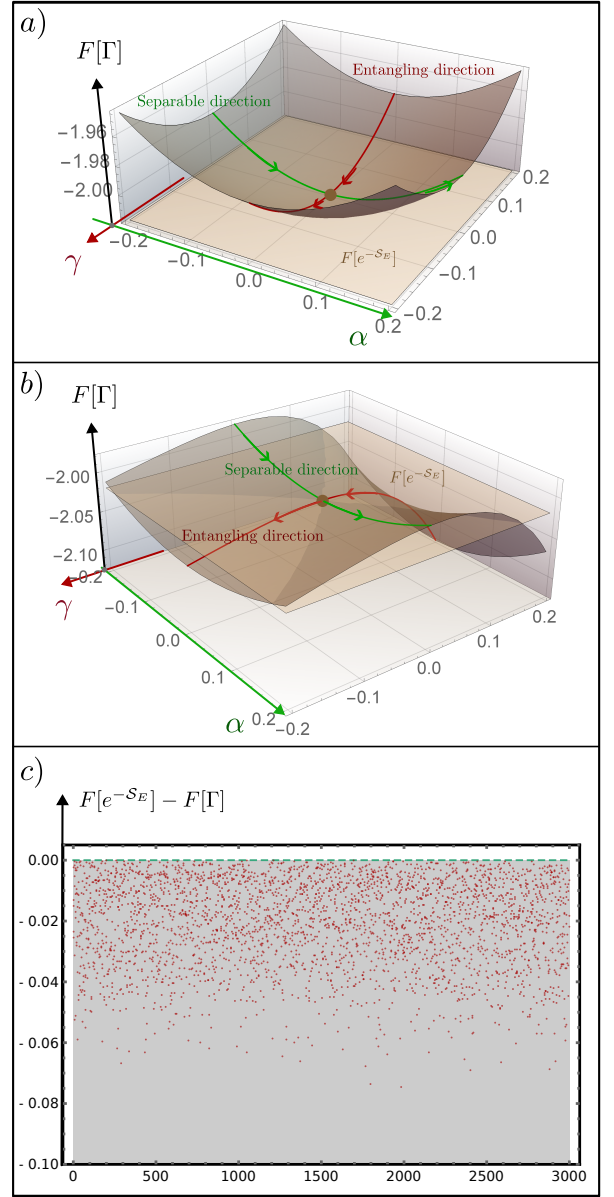 a)
F[Γ]
Entangling direction
Separable direction
−1.96
−1.98
−2.00
0.2
0.1
0.0
−0.1
−0.2
F[e^{−𝒮_E}]
−0.2
−0.1
0.0
0.1
0.2
γ
α
b)
F[Γ]
−2.00
−2.05
−2.10
Separable direction
F[e^{−𝒮_E}]
Entangling direction
−0.2
−0.1
0.0
0.1
0.2
0.2
0.1
0.0
−0.1
−0.2
γ
α
c)
F[e^{−𝒮_E}] − F[Γ]
0.00
- 0.02
- 0.04
- 0.06
- 0.08
- 0.10
0 500 1000 1500 2000 2500 3000